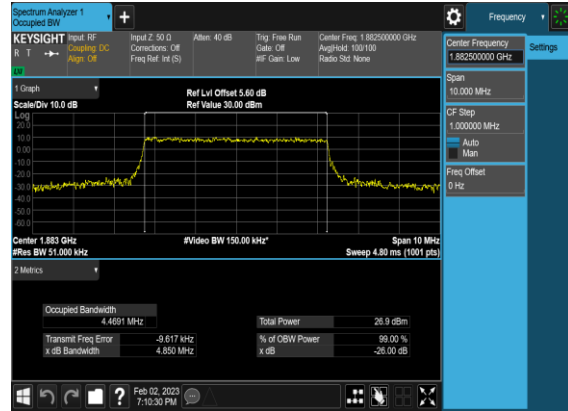 Spectrum Analyzer 1
Occupied BW
Frequency
KEYSIGHT
R T
Input: RF
Coupling: DC
Align: Off
Input Z: 50 Ω
Corrections: Off
Freq Ref: Int (S)
Atten: 40 dB
Trig: Free Run
Gate: Off
#IF Gain: Low
Center Freq: 1.882500000 GHz
Avg|Hold: 100/100
Radio Std: None
Center Frequency
1.882500000 GHz
Settings
Span
10.000 MHz
CF Step
1.000000 MHz
Auto
Man
Freq Offset
0 Hz
1 Graph
Scale/Div 10.0 dB
Ref Lvl Offset 5.60 dB
Ref Value 30.00 dBm
Log
20.0
10.0
0.00
-10.0
-20.0
-30.0
-40.0
-50.0
-60.0
Center 1.883 GHz
#Res BW 51.000 kHz
#Video BW 150.00 kHz*
Span 10 MHz
Sweep 4.80 ms (1001 pts)
2 Metrics
Occupied Bandwidth
4.4691 MHz
Total Power
26.9 dBm
Transmit Freq Error
-9.617 kHz
% of OBW Power
99.00 %
x dB Bandwidth
4.850 MHz
x dB
-26.00 dB
?
Feb 02, 2023
7:10:30 PM